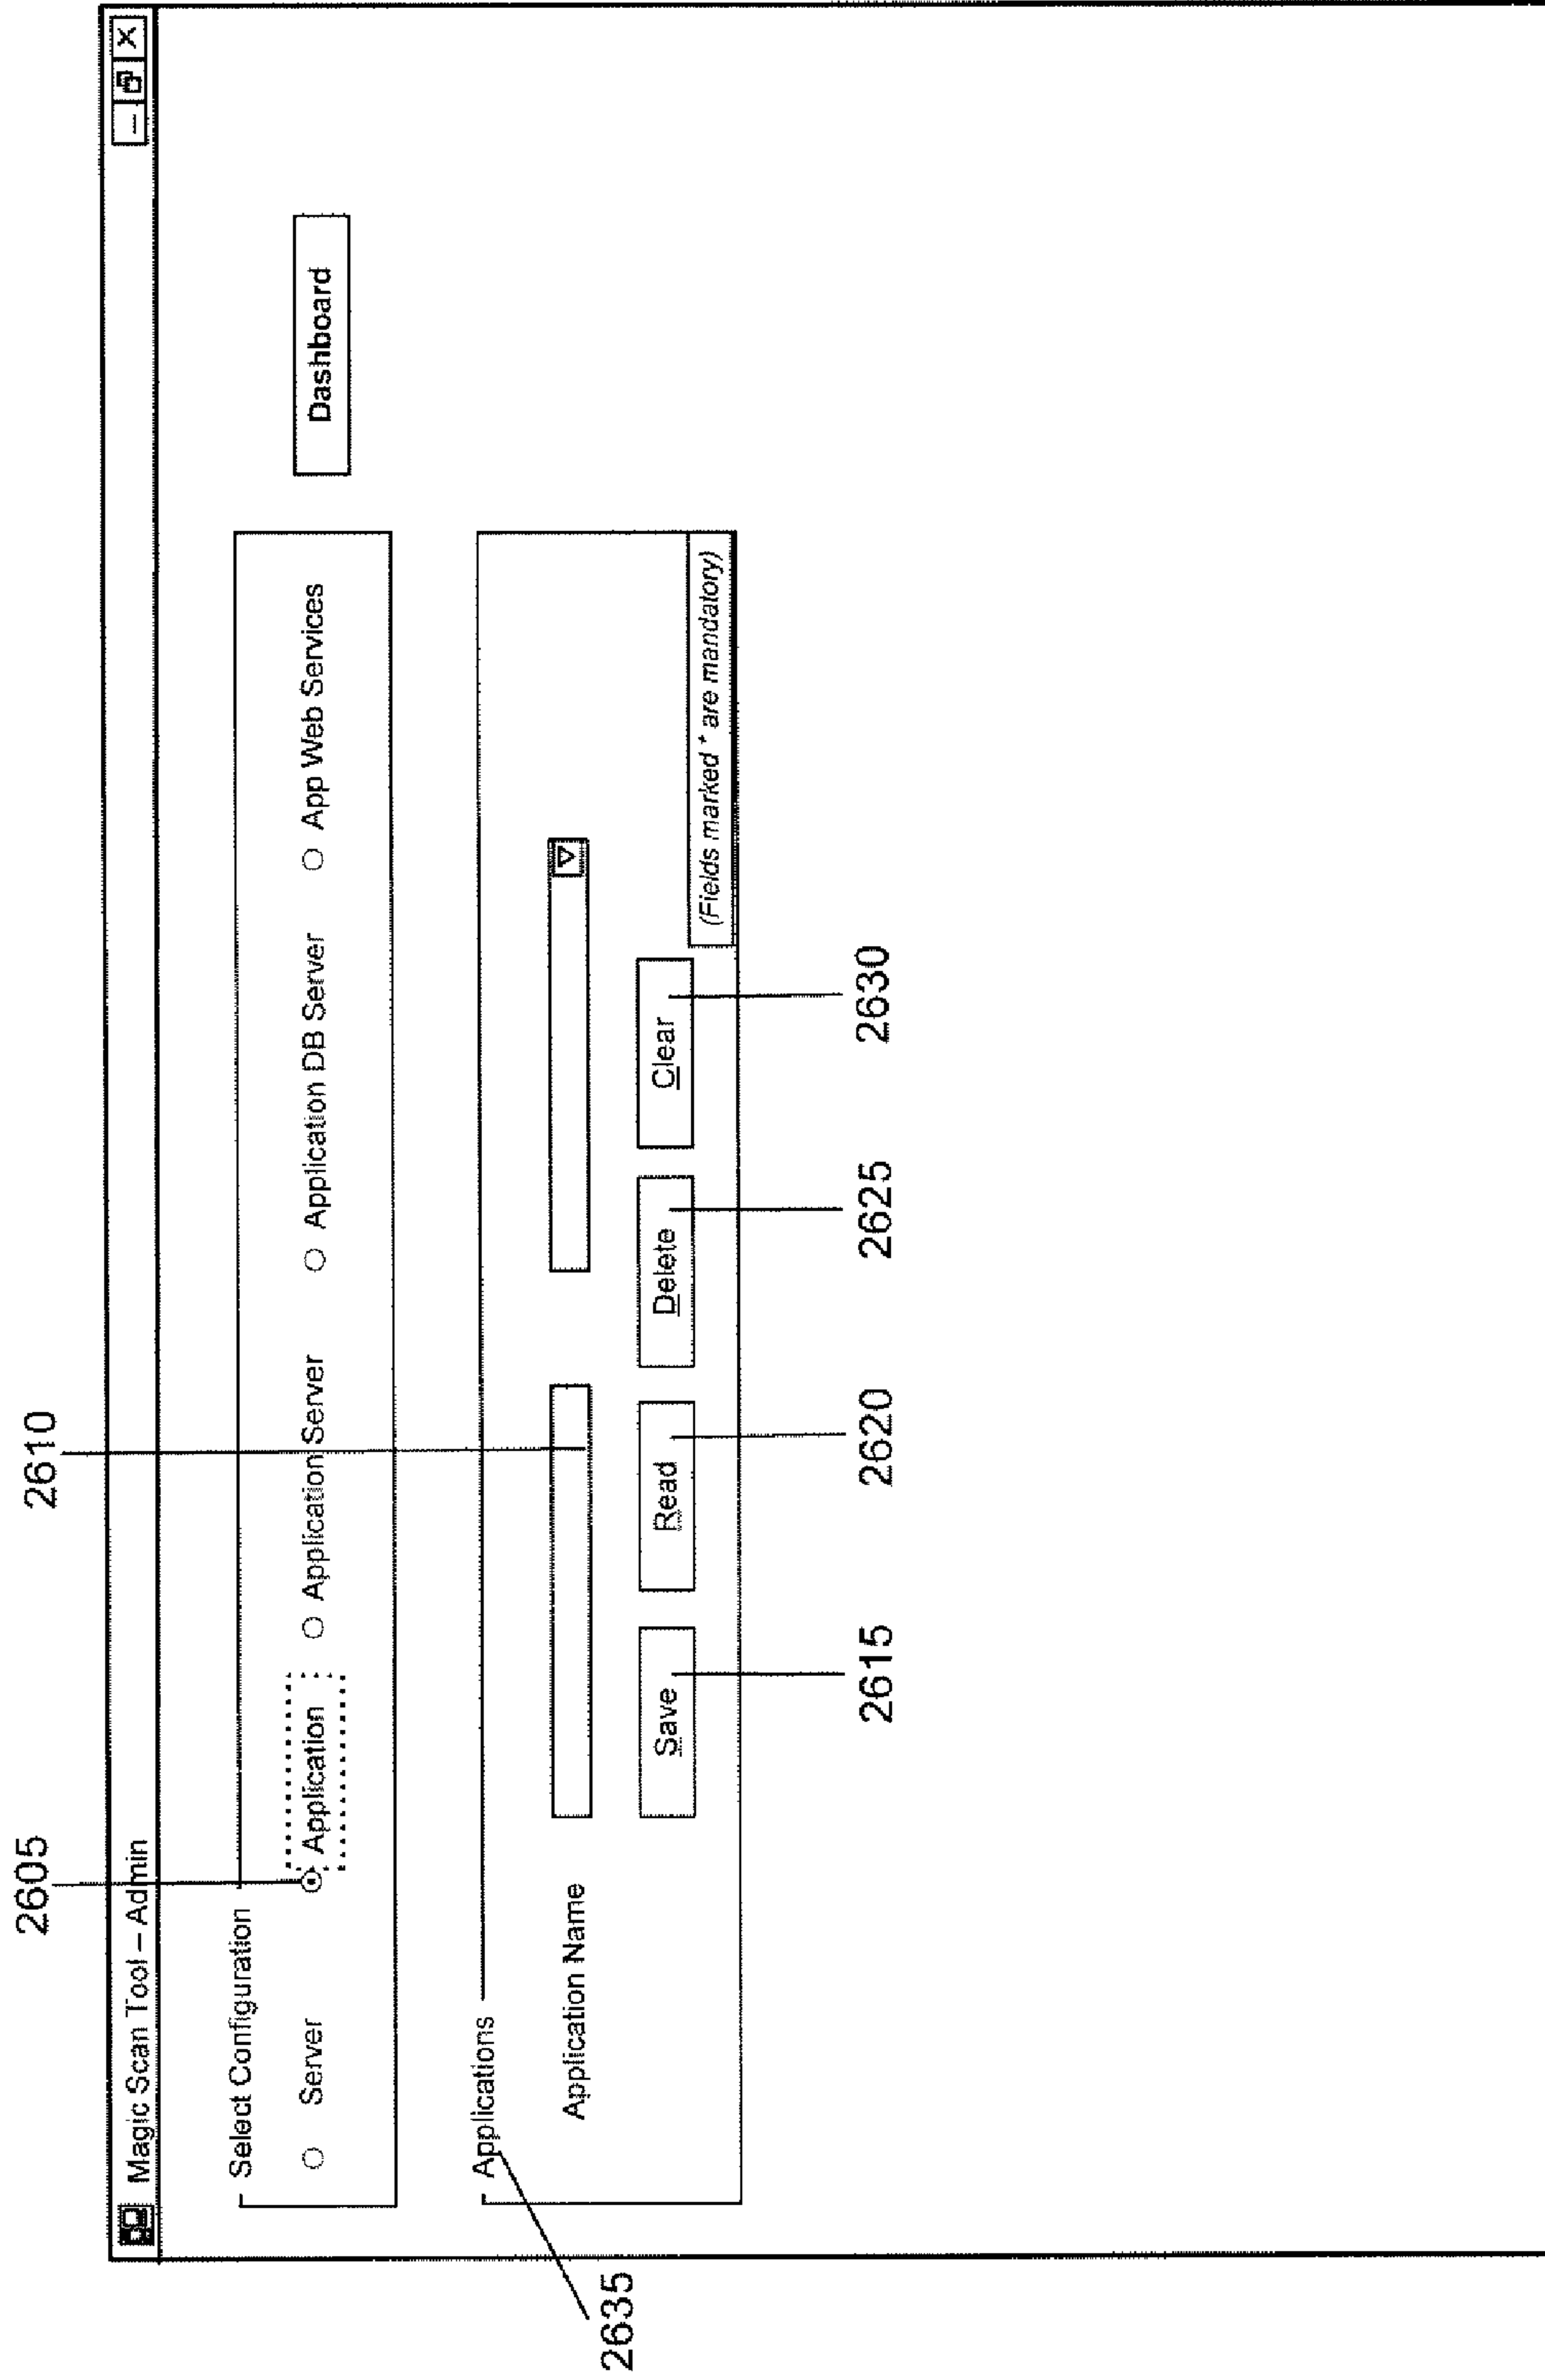 2605
2610
Magic Scan Tool – Admin
Select Configuration
Server
Application
Application Server
Application DB Server
App Web Services
Dashboard
Applications
2635
Application Name
Save
Read
Delete
Clear
(Fields marked * are mandatory)
2615
2620
2625
2630